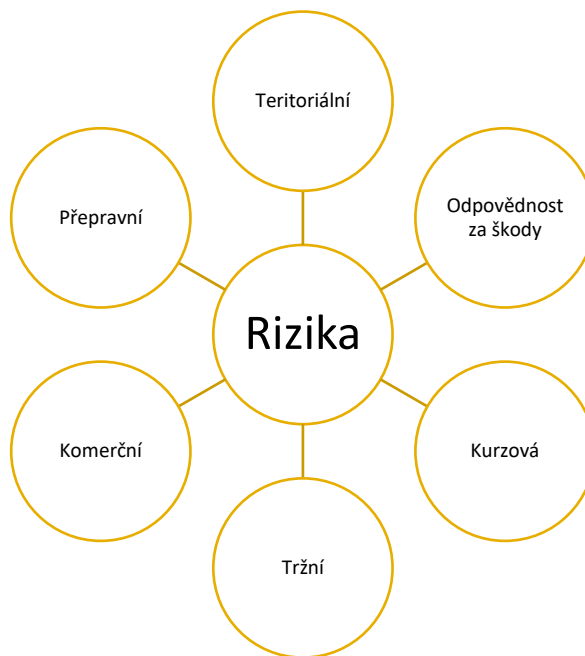 Teritoriální
Přepravní
Odpovědnost
za škody
Rizika
Komerční
Kurzová
Tržní